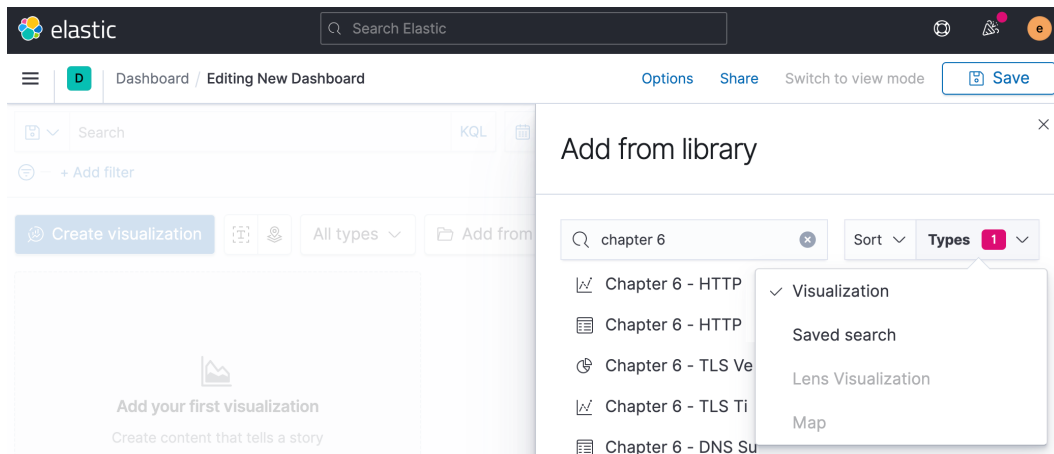 elastic
Search Elastic
e
D
Dashboard / Editing New Dashboard
Options
Share
Switch to view mode
Save
Search
KQL
+ Add filter
Create visualization
All types
Add from
Add your first visualization
Create content that tells a story
Add from library
chapter 6
Sort
Types 1
Chapter 6 - HTTP
Chapter 6 - HTTP
Chapter 6 - TLS Ve
Chapter 6 - TLS Ti
Chapter 6 - DNS Su
Visualization
Saved search
Lens Visualization
Map